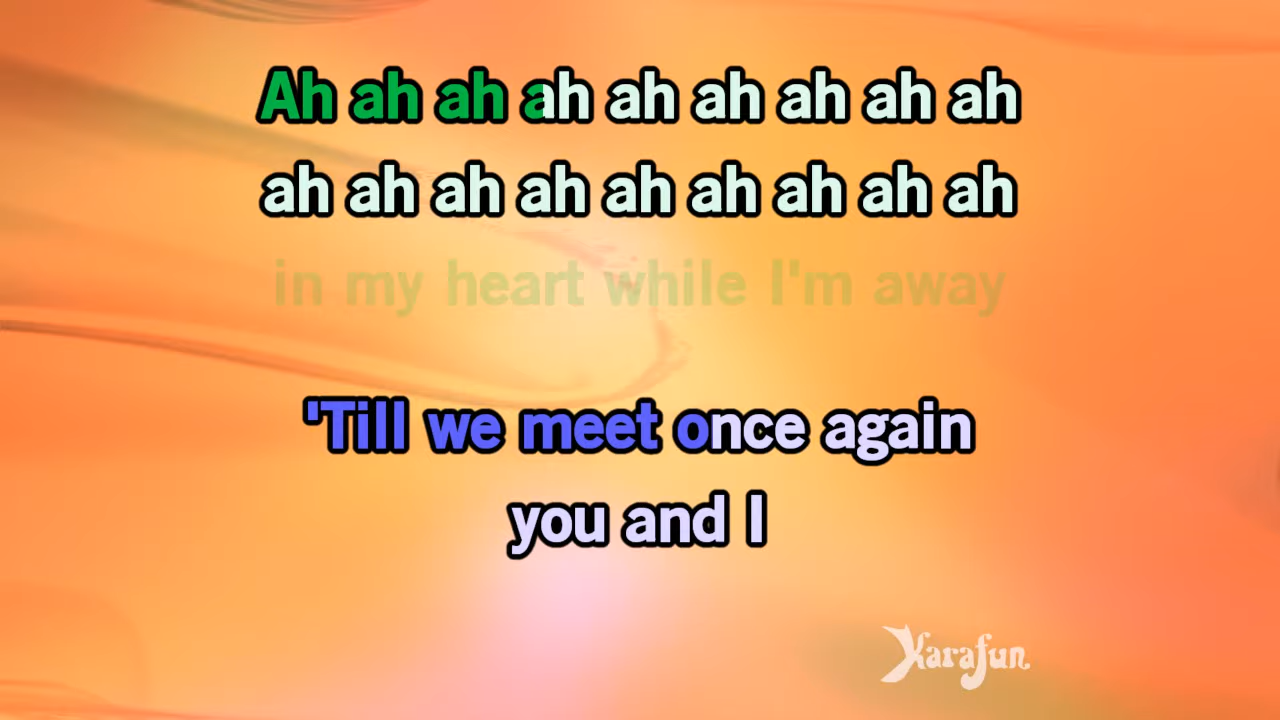 Ah ah ah ah ah ah ah ah ah
ah ah ah ah ah ah ah ah ah
in my heart while I'm away
'Till we meet once again
you and I
Karafun